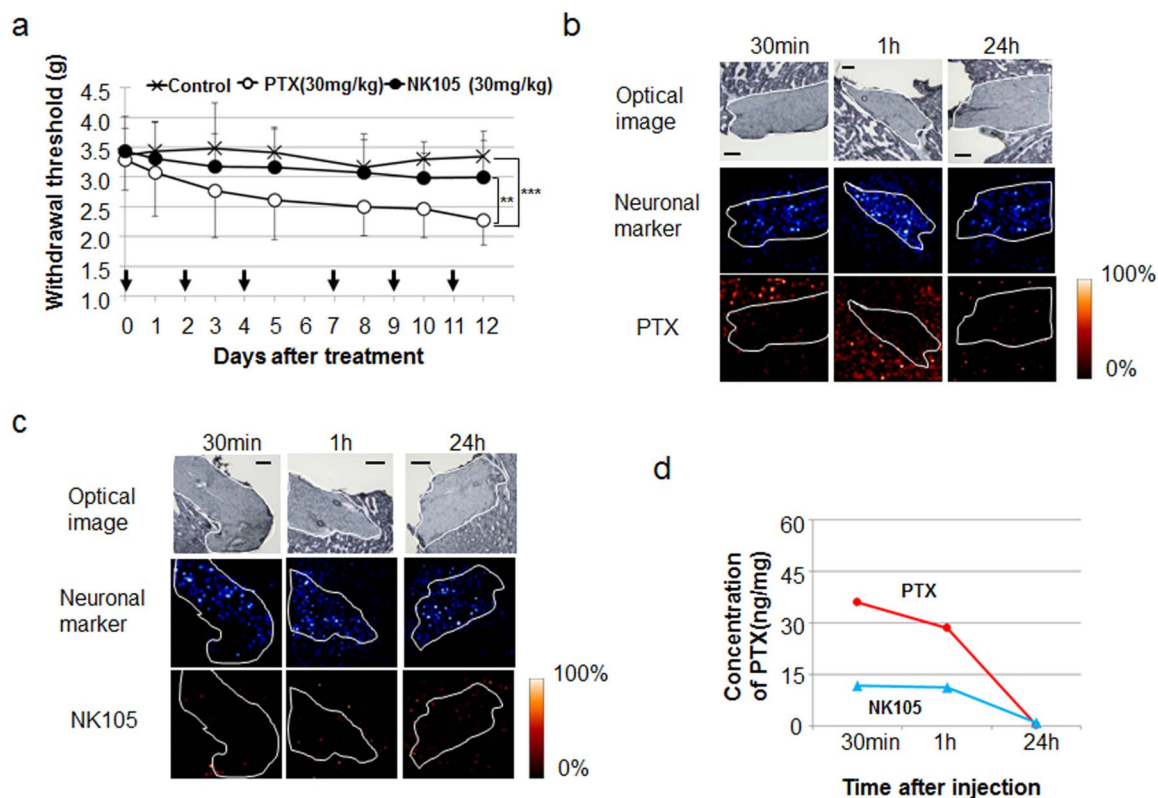 a
Withdrawal threshold (g)
Control PTX(30mg/kg) NK105 (30mg/kg)
4.5
4.0
3.5
3.0
2.5
2.0
1.5
1.0
**
***
0 1 2 3 4 5 6 7 8 9 10 11 12
Days after treatment
b
30min 1h 24h
Optical
image
Neuronal
marker
PTX
100%
0%
c
30min 1h 24h
Optical
image
Neuronal
marker
NK105
100%
0%
d
Concentration
of PTX(ng/mg)
60
45
30
15
0
PTX
NK105
30min 1h 24h
Time after injection